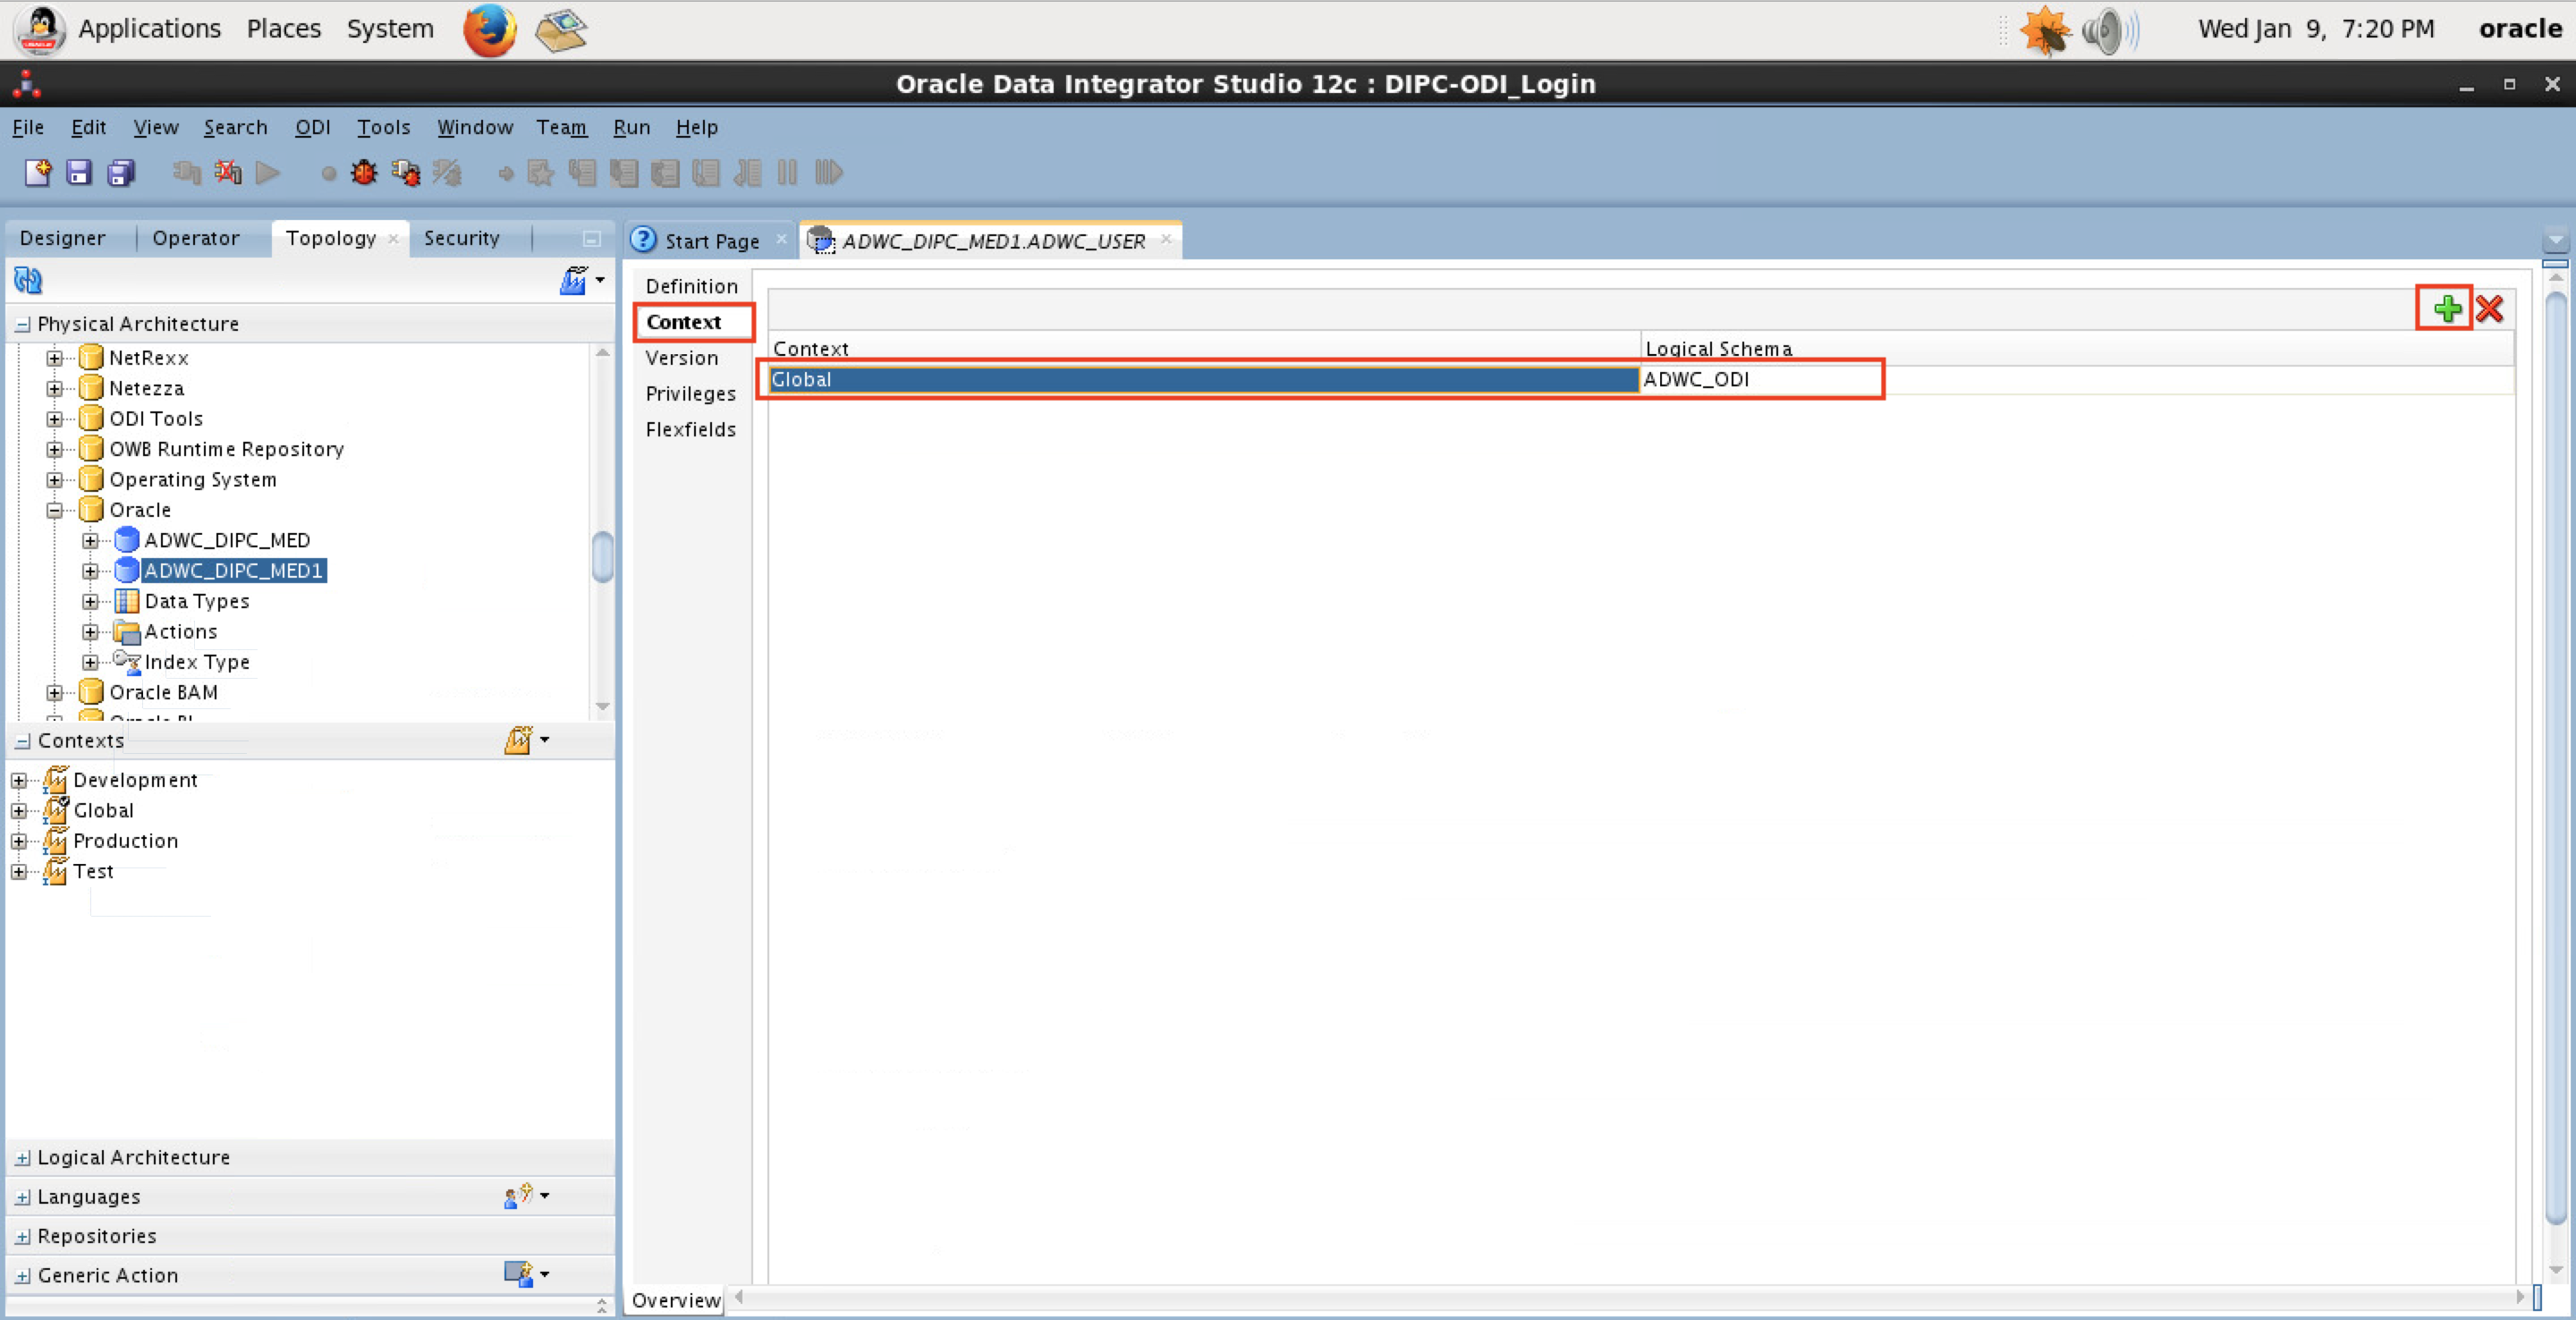 Applications Places System Wed Jan 9, 7:20 PM oracle
Oracle Data Integrator Studio 12c : DIPC-ODI_Login
File Edit View Search ODI Tools Window Team Run Help
Designer Operator Topology Security
Start Page ADWC_DIPC_MED1.ADWC_USER
Physical Architecture
NetRexx
Netezza
ODI Tools
OWB Runtime Repository
Operating System
Oracle
ADWC_DIPC_MED
ADWC_DIPC_MED1
Data Types
Actions
Index Type
Oracle BAM
Contexts
Development
Global
Production
Test
Logical Architecture
Languages
Repositories
Generic Action
Definition
Context
Version
Privileges
Flexfields
Context Logical Schema
Global ADWC_ODI
Overview